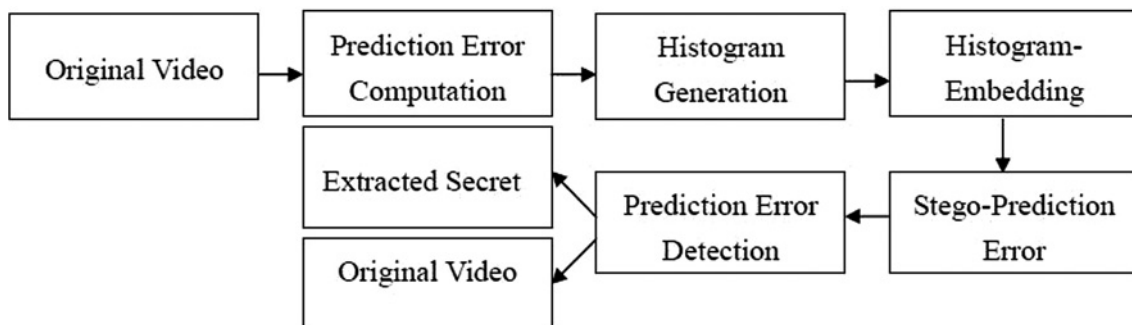 Original Video
Prediction Error
Computation
Histogram
Generation
Histogram-
Embedding
Extracted Secret
Prediction Error
Detection
Stego-Prediction
Error
Original Video